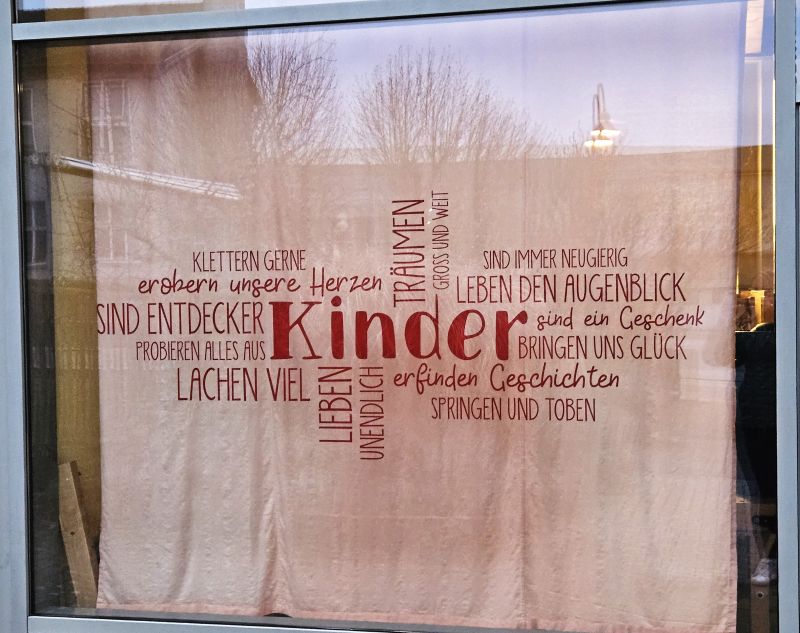 TRÄUMEN
GROSS UND WEIT
KLETTERN GERNE
SIND IMMER NEUGIERIG
erobern unsere Herzen
LEBEN DEN AUGENBLICK
SIND ENTDECKER
Kinder
sind ein Geschenk
PROBIEREN ALLES AUS
BRINGEN UNS GLÜCK
LACHEN VIEL
LIEBEN
UNENDLICH
erfinden Geschichten
SPRINGEN UND TOBEN